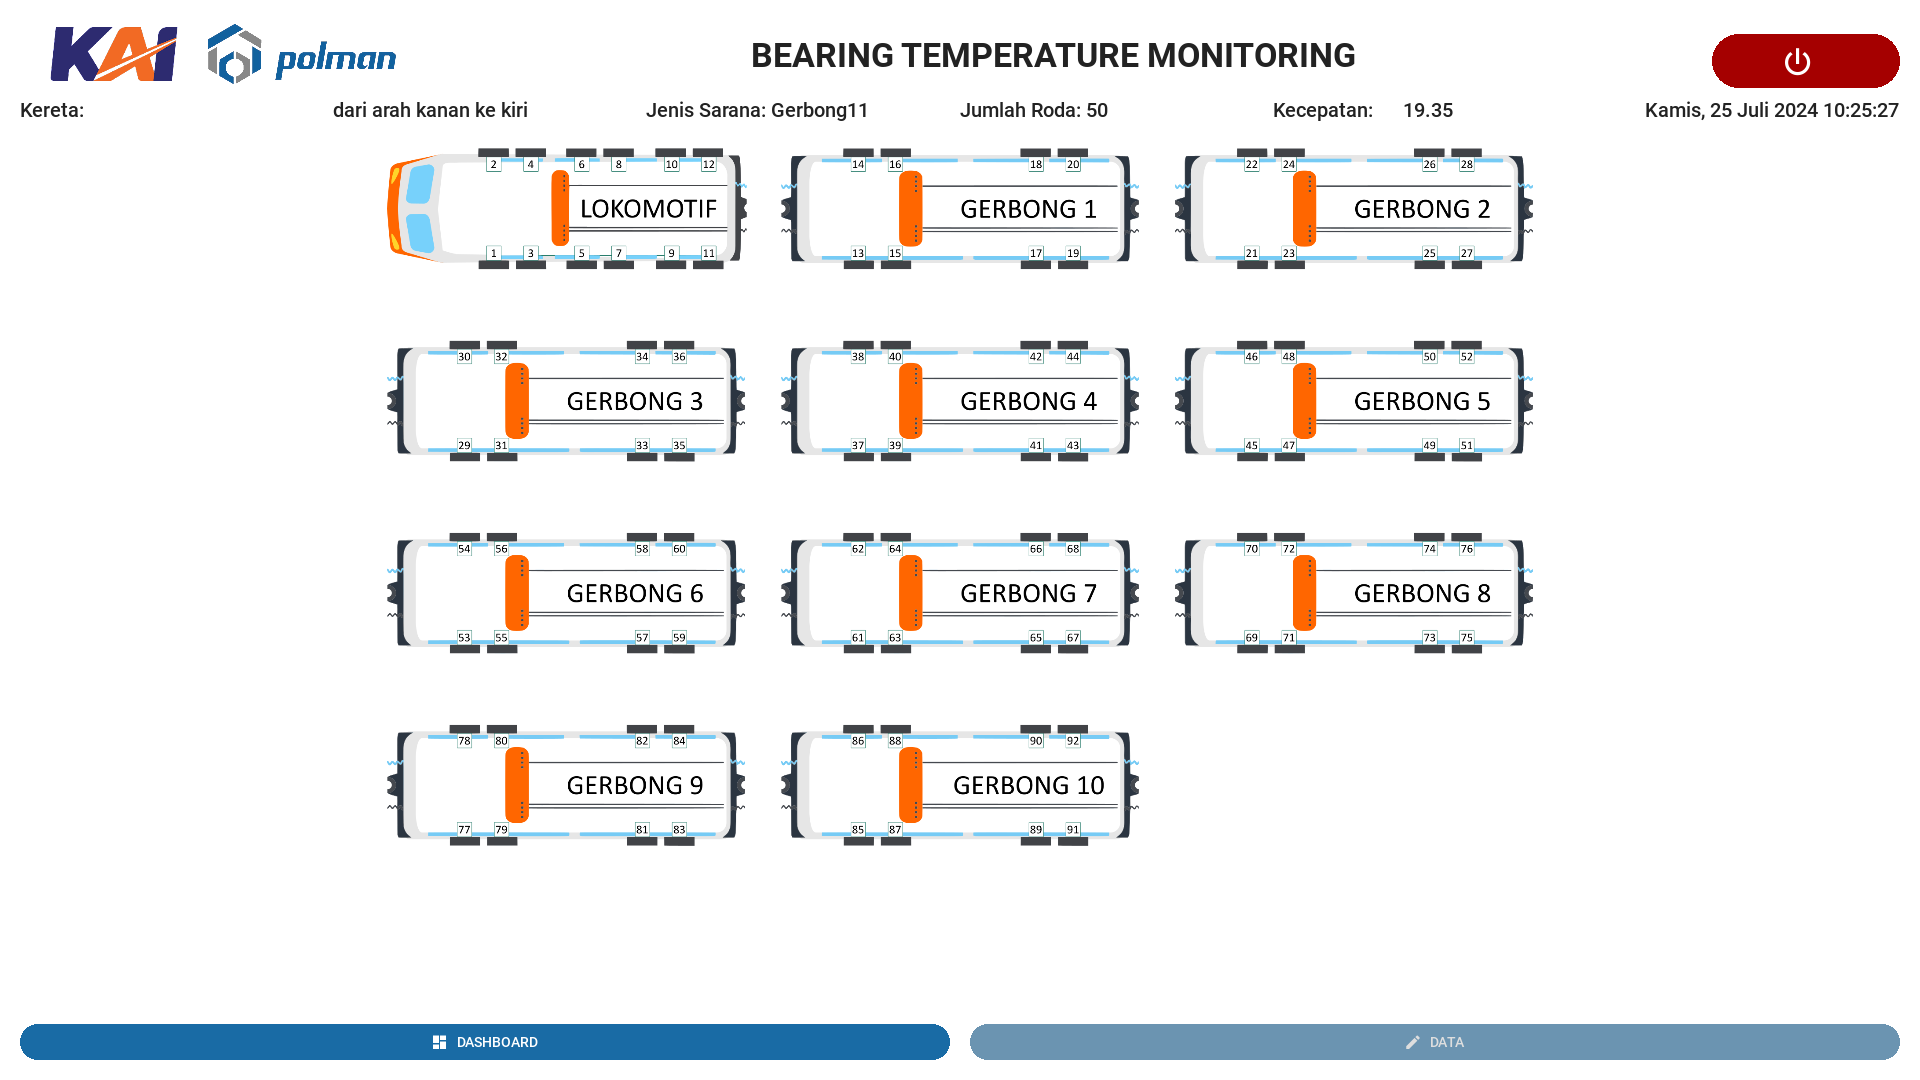 KAI polman BEARING TEMPERATURE MONITORING
Kereta: dari arah kanan ke kiri Jenis Sarana: Gerbong11 Jumlah Roda: 50 Kecepatan: 19.35 Kamis, 25 Juli 2024 10:25:27
2 4 6 8 10 12 14 16 18 20 22 24 26 28
LOKOMOTIF GERBONG 1 GERBONG 2
1 3 5 7 9 11 13 15 17 19 21 23 25 27
30 32 34 36 38 40 42 44 46 48 50 52
GERBONG 3 GERBONG 4 GERBONG 5
29 31 33 35 37 39 41 43 45 47 49 51
54 56 58 60 62 64 66 68 70 72 74 76
GERBONG 6 GERBONG 7 GERBONG 8
53 55 57 59 61 63 65 67 69 71 73 75
78 80 82 84 86 88 90 92
GERBONG 9 GERBONG 10
77 79 81 83 85 87 89 91
DASHBOARD DATA